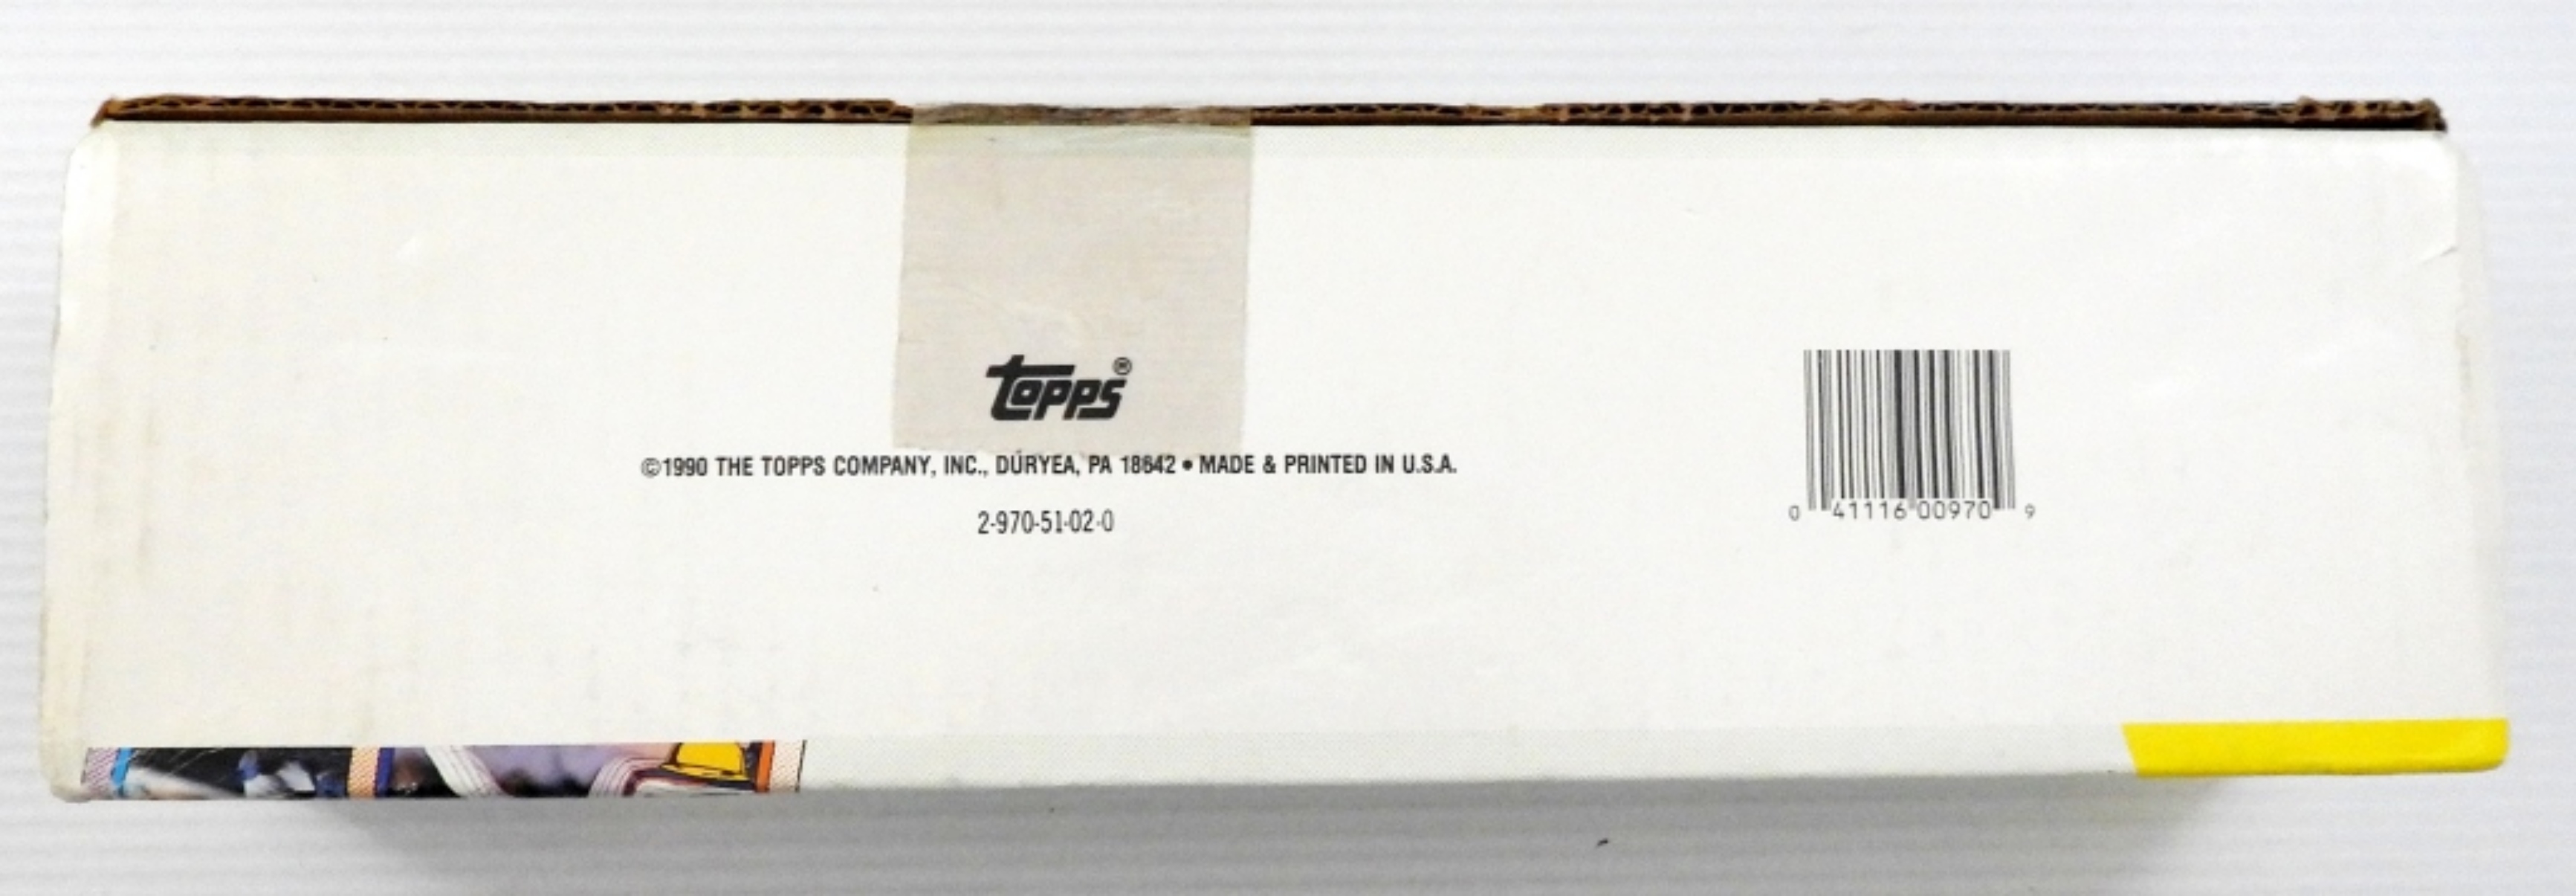 topps®
©1990 THE TOPPS COMPANY, INC., DURYEA, PA 18642 • MADE & PRINTED IN U.S.A.
2-970-51-02-0
0 41116 00970 9